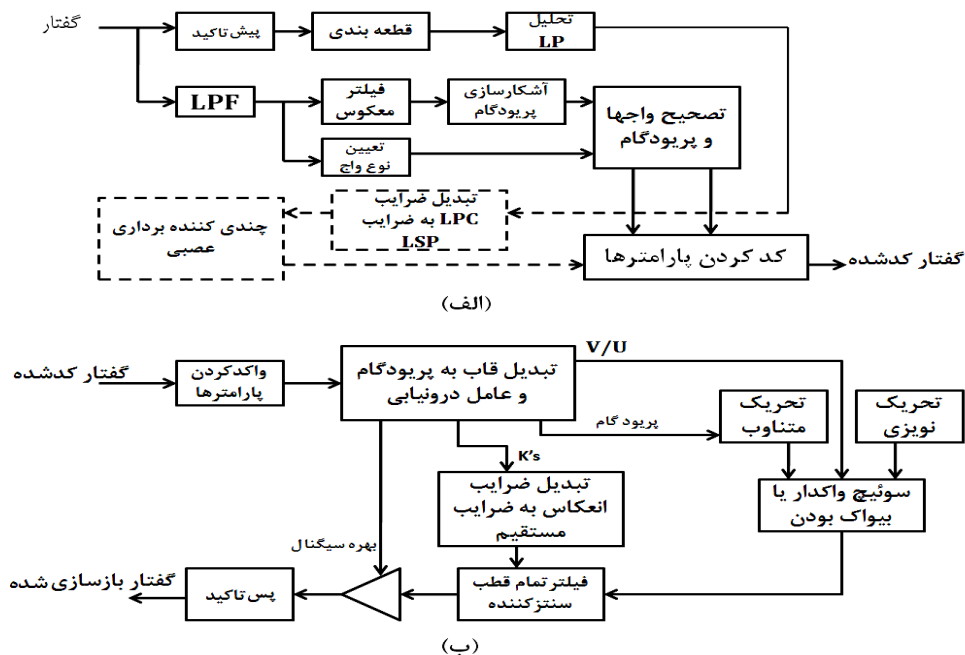 گفتار
پیش تاکید
قطعه بندی
تحلیل
LP
LPF
فیلتر
معکوس
آشکارسازی
پریودگام
تصحیح واجها
و پریودگام
تعیین
نوع واج
تبدیل ضرایب
LPC به ضرایب
LSP
چندی کننده برداری
عصبی
کد کردن پارامترها
گفتار کدشده
(الف)
گفتار کدشده
واکدکردن
پارامترها
تبدیل قاب به پریودگام
و عامل درونیابی
V/U
پریود گام
تحریک
متناوب
تحریک
نویزی
K's
تبدیل ضرایب
انعکاس به ضرایب
مستقیم
سوئیچ واکدار یا
بیواک بودن
بهره سیگنال
فیلتر تمام قطب
سنتزکننده
پس تاکید
گفتار بازسازی شده
(ب)